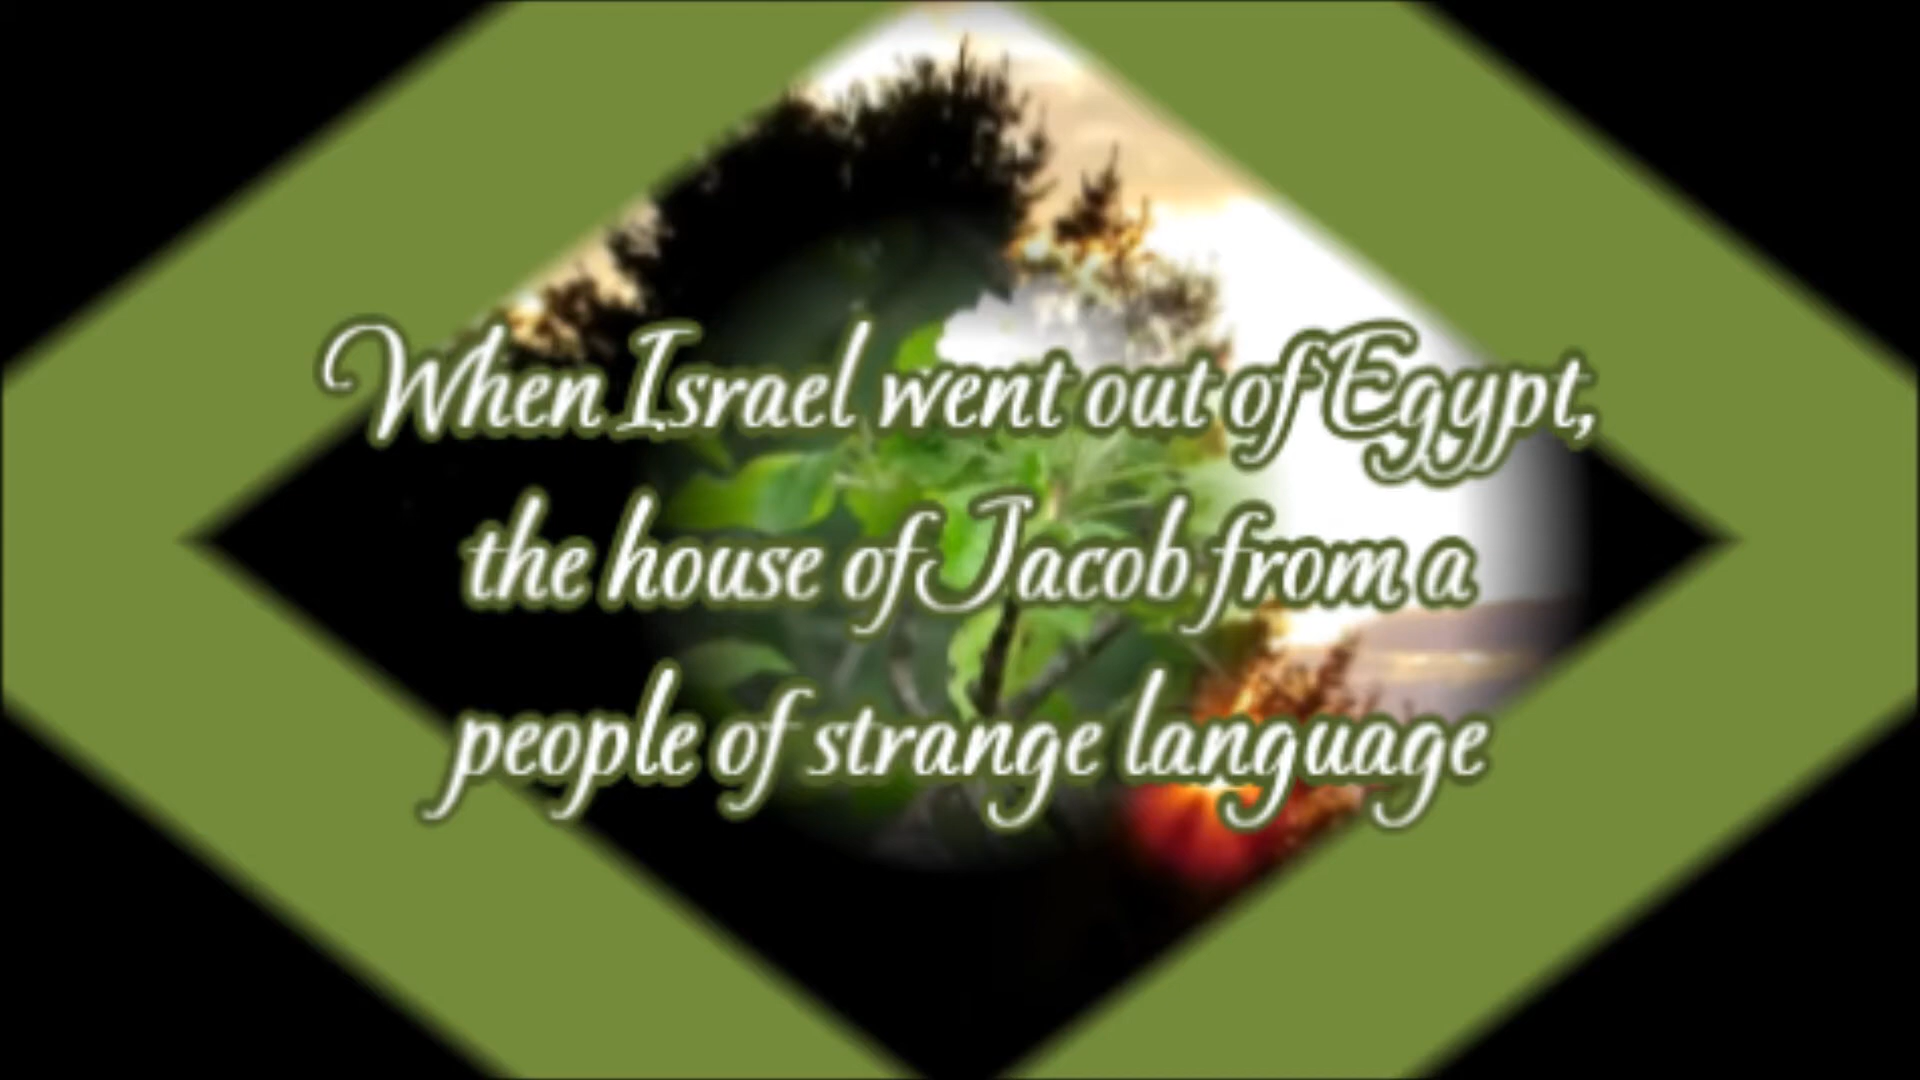 When Israel went out of Egypt,
the house of Jacob from a
people of strange language